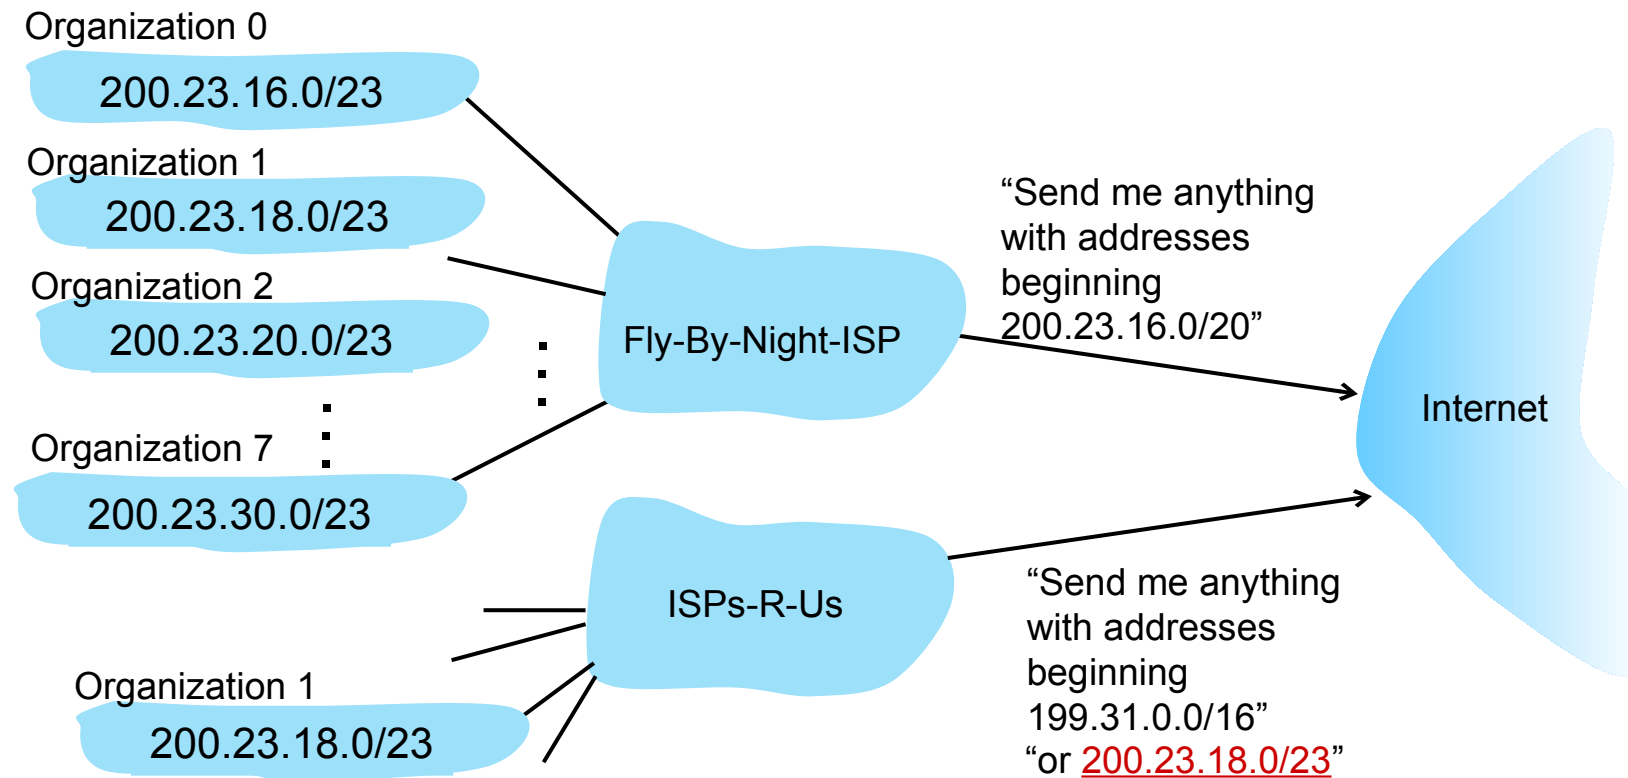 Organization 0
200.23.16.0/23
Organization 1
200.23.18.0/23
Organization 2
200.23.20.0/23
Organization 7
200.23.30.0/23
Fly-By-Night-ISP
“Send me anything
with addresses
beginning
200.23.16.0/20”
Internet
ISPs-R-Us
Organization 1
200.23.18.0/23
“Send me anything
with addresses
beginning
199.31.0.0/16”
“or 200.23.18.0/23”